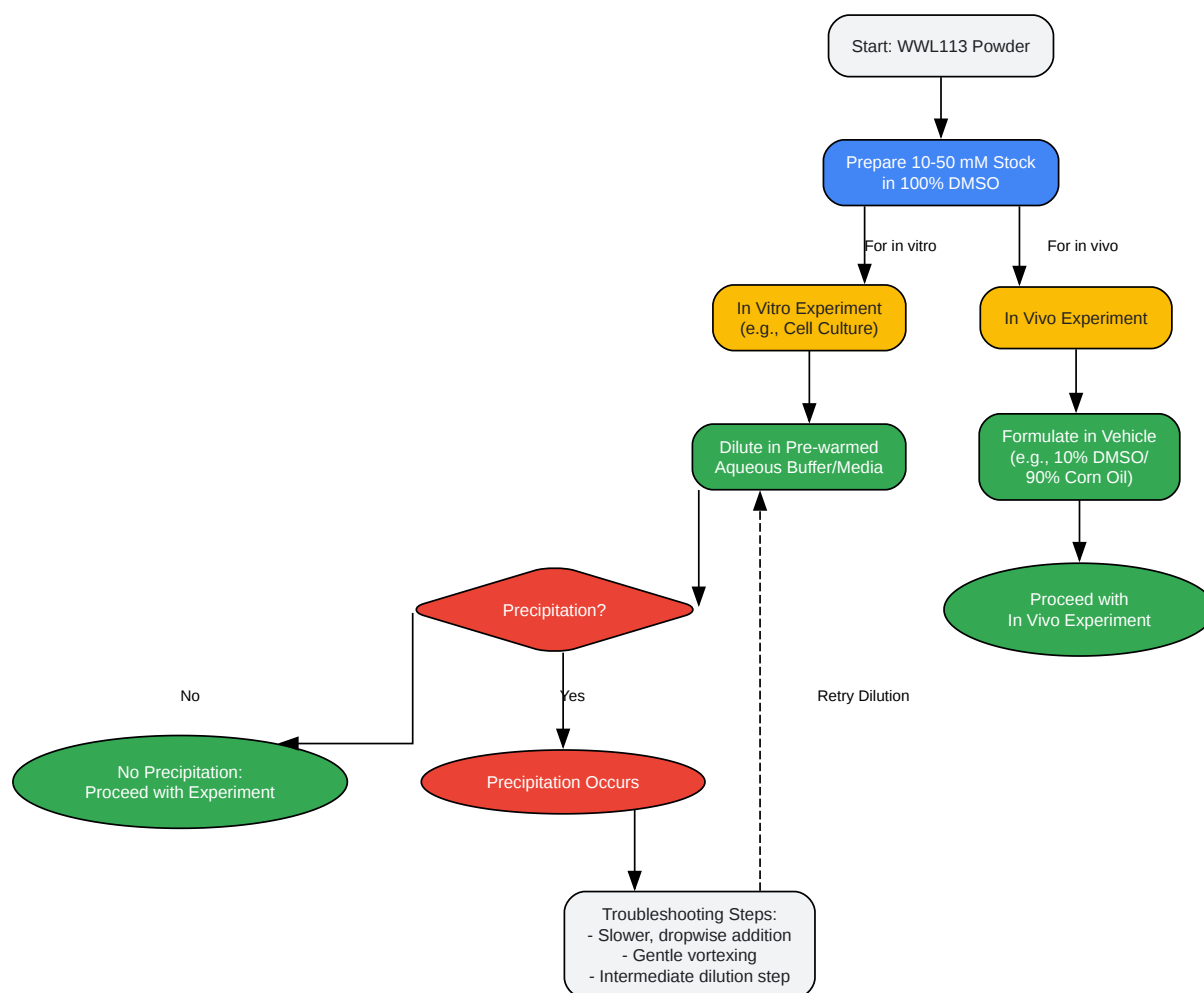 Start: WWL113 Powder
Prepare 10-50 mM Stock
in 100% DMSO
For in vitro
For in vivo
In Vitro Experiment
(e.g., Cell Culture)
In Vivo Experiment
Dilute in Pre-warmed
Aqueous Buffer/Media
Formulate in Vehicle
(e.g., 10% DMSO/
90% Corn Oil)
Precipitation?
Proceed with
In Vivo Experiment
No
Yes
Retry Dilution
No Precipitation:
Proceed with Experiment
Precipitation Occurs
Troubleshooting Steps:
- Slower, dropwise addition
- Gentle vortexing
- Intermediate dilution step